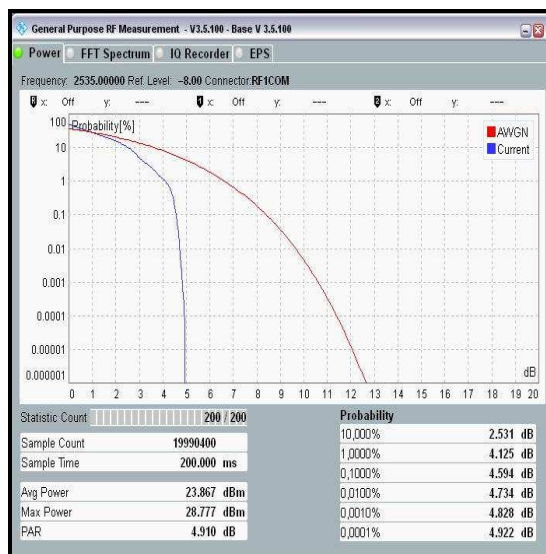 General Purpose RF Measurement - V3.5.100 - Base V 3.5.100
Power FFT Spectrum IQ Recorder EPS
Frequency: 2535.00000 Ref. Level: -8.00 Connector:RF1COM
x: Off y: --- 1 x: Off y: --- 2 x: Off y: ---
Probability[%]
AWGN
Current
100
10
1
0.1
0.01
0.001
0.0001
0.00001
0.000001
dB
0 1 2 3 4 5 6 7 8 9 10 11 12 13 14 15 16 17 18 19 20
Statistic Count 200 / 200
Sample Count 19990400
Sample Time 200.000 ms
Avg Power 23.867 dBm
Max Power 28.777 dBm
PAR 4.910 dB
Probability
10,000% 2.531 dB
1,0000% 4.125 dB
0,1000% 4.594 dB
0,0100% 4.734 dB
0,0010% 4.828 dB
0,0001% 4.922 dB